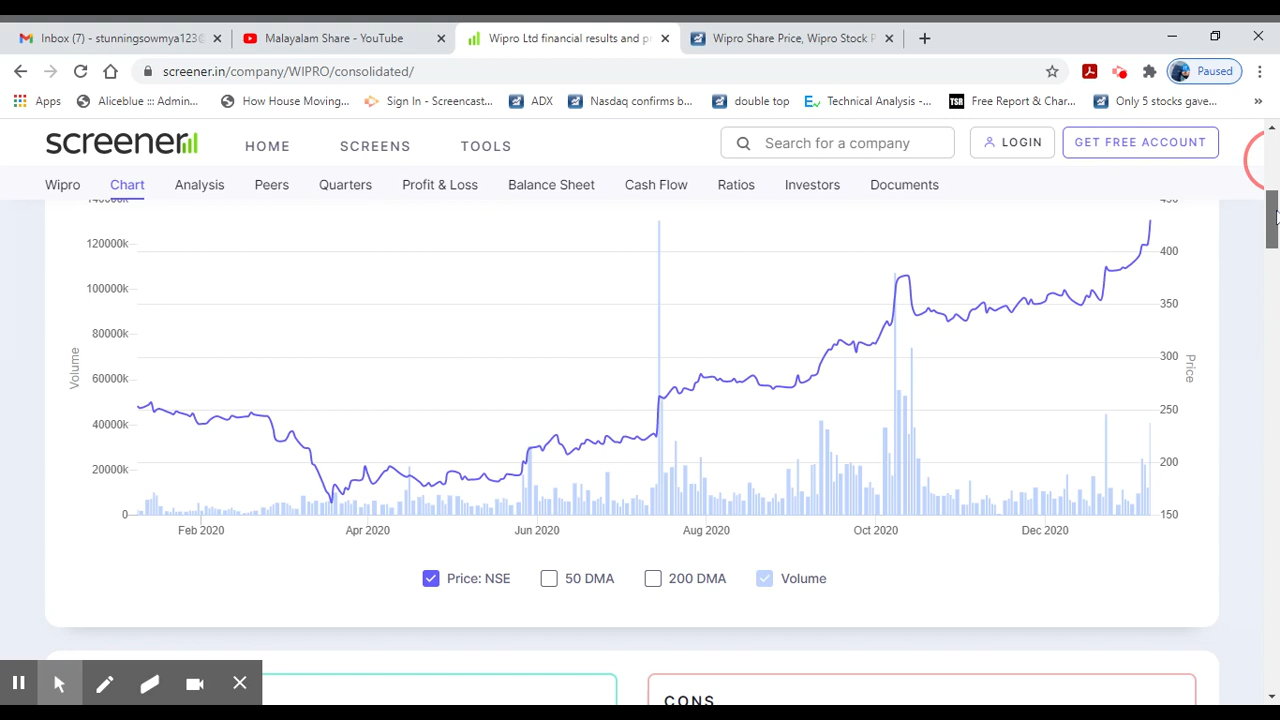 Inbox (7) - stunningsowmya123@
Malayalam Share - YouTube
Wipro Ltd financial results and pr
Wipro Share Price, Wipro Stock P
screener.in/company/WIPRO/consolidated/
Paused
Apps
Aliceblue ::: Admin...
How House Moving...
Sign In - Screencast...
ADX
Nasdaq confirms b...
double top
Technical Analysis -...
TSR
Free Report & Char...
Only 5 stocks gave...
»
screener
HOME
SCREENS
TOOLS
Search for a company
LOGIN
GET FREE ACCOUNT
Wipro
Chart
Analysis
Peers
Quarters
Profit & Loss
Balance Sheet
Cash Flow
Ratios
Investors
Documents
140000k
120000k
100000k
80000k
60000k
40000k
20000k
0
Volume
450
400
350
300
250
200
150
Price
Feb 2020
Apr 2020
Jun 2020
Aug 2020
Oct 2020
Dec 2020
Price: NSE
50 DMA
200 DMA
Volume
CONS